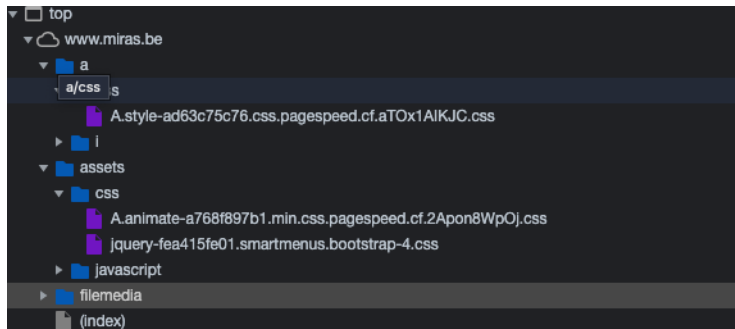 top
www.miras.be
a
a/css s
A.style-ad63c75c76.css.pagespeed.cf.aTOx1AIKJC.css
i
assets
css
A.animate-a768f897b1.min.css.pagespeed.cf.2Apon8WpOj.css
jquery-fea415fe01.smartmenus.bootstrap-4.css
javascript
filemedia
(index)